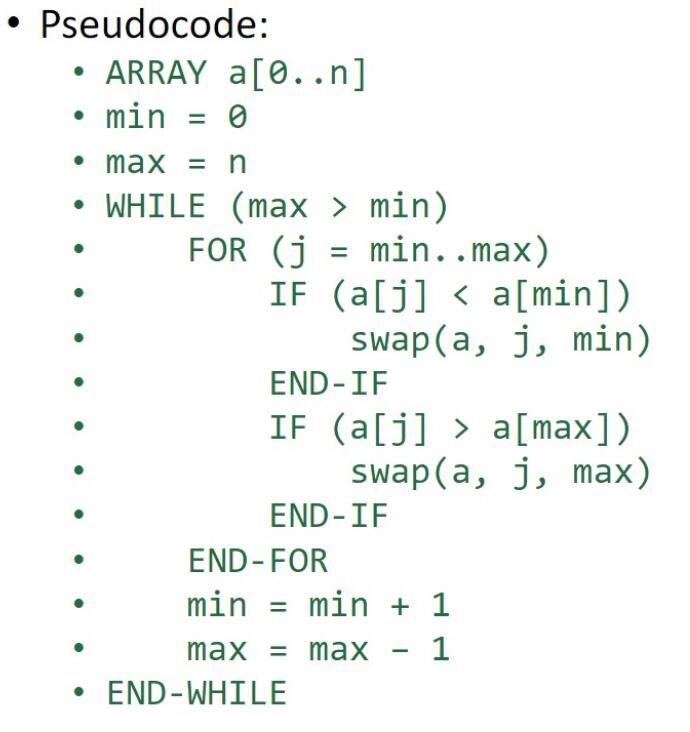 • Pseudocode:
• ARRAY a[0..n]
• min = 0
• max = n
• WHILE (max > min)
•     FOR (j = min..max)
•         IF (a[j] < a[min])
•             swap(a, j, min)
•         END-IF
•         IF (a[j] > a[max])
•             swap(a, j, max)
•         END-IF
•     END-FOR
•     min = min + 1
•     max = max – 1
• END-WHILE